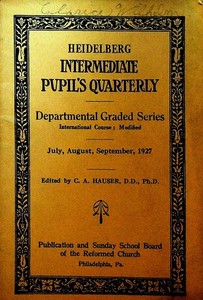 HEIDELBERG
INTERMEDIATE
PUPIL'S QUARTERLY
Departmental Graded Series
International Course; Modified
July, August, September, 1927
Edited by C. A. HAUSER, D.D., Ph.D.
Publication and Sunday School Board
of the Reformed Church
Philadelphia, Pa.